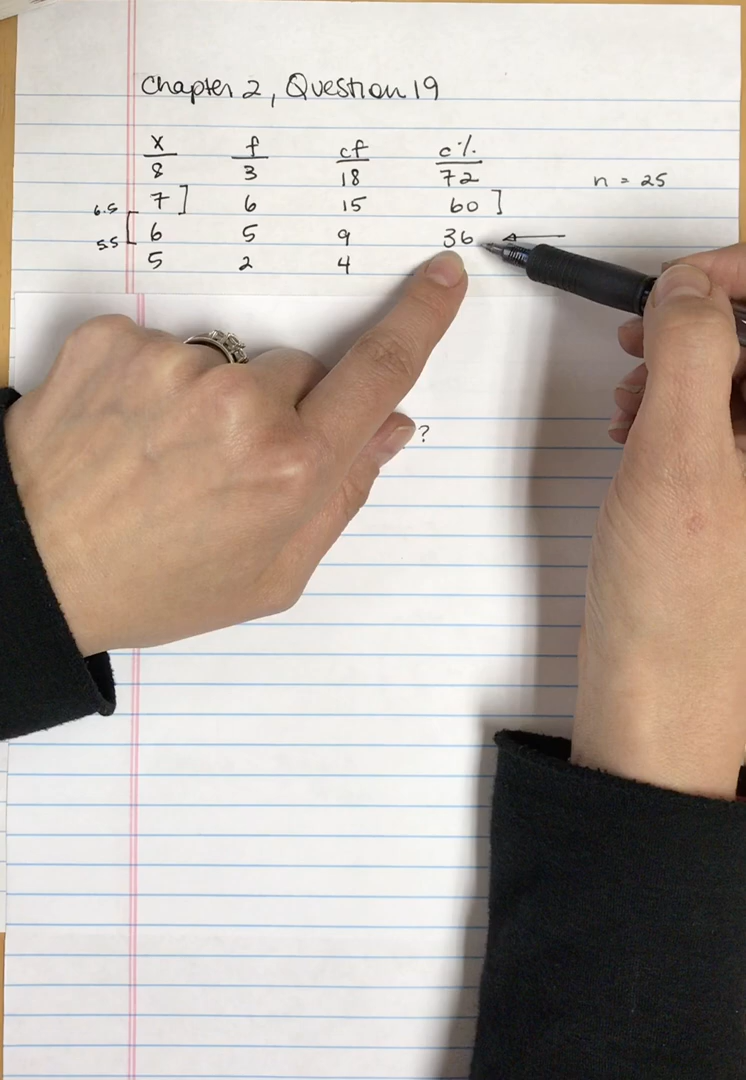 Chapter 2, Question 19
X f cf c%
8 3 18 72 n = 25
7 ] 6 15 60 ]
6.5
5.5 [ 6 5 9 36 ←
5 2 4
?